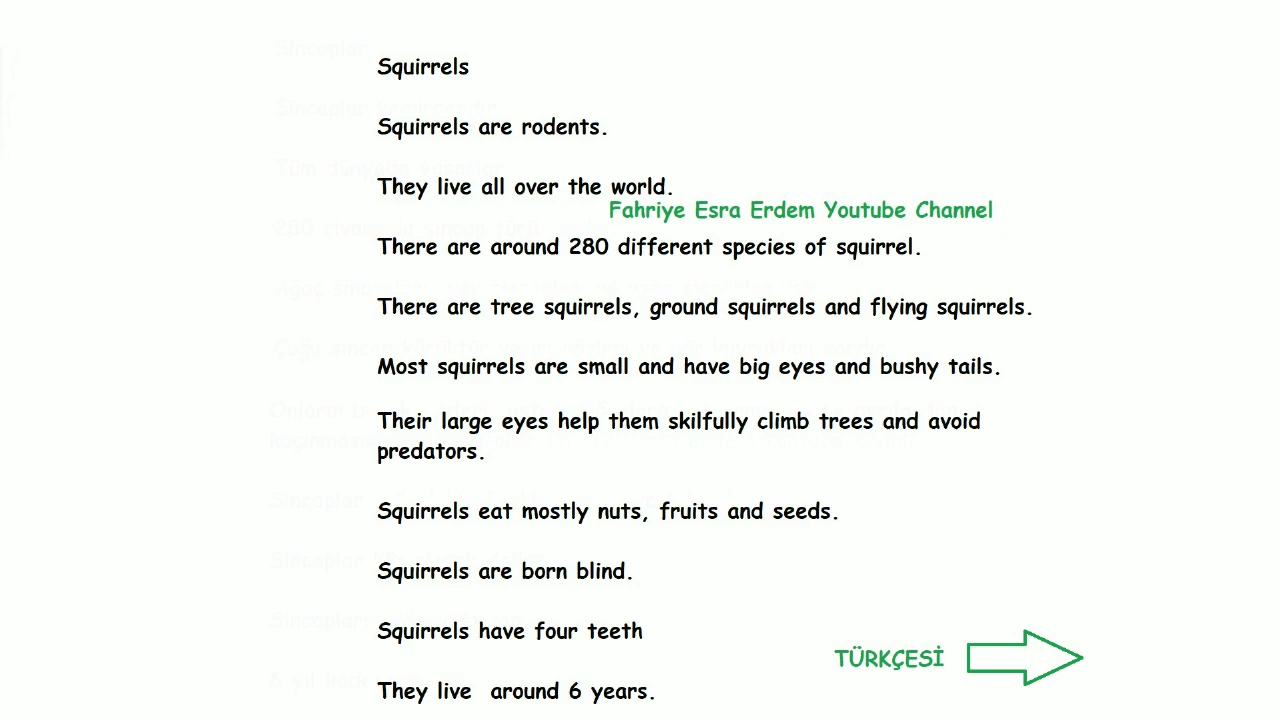 Squirrels
Squirrels are rodents.
They live all over the world.
Fahriye Esra Erdem Youtube Channel
There are around 280 different species of squirrel.
There are tree squirrels, ground squirrels and flying squirrels.
Most squirrels are small and have big eyes and bushy tails.
Their large eyes help them skilfully climb trees and avoid
predators.
Squirrels eat mostly nuts, fruits and seeds.
Squirrels are born blind.
Squirrels have four teeth
TÜRKÇESİ
They live around 6 years.